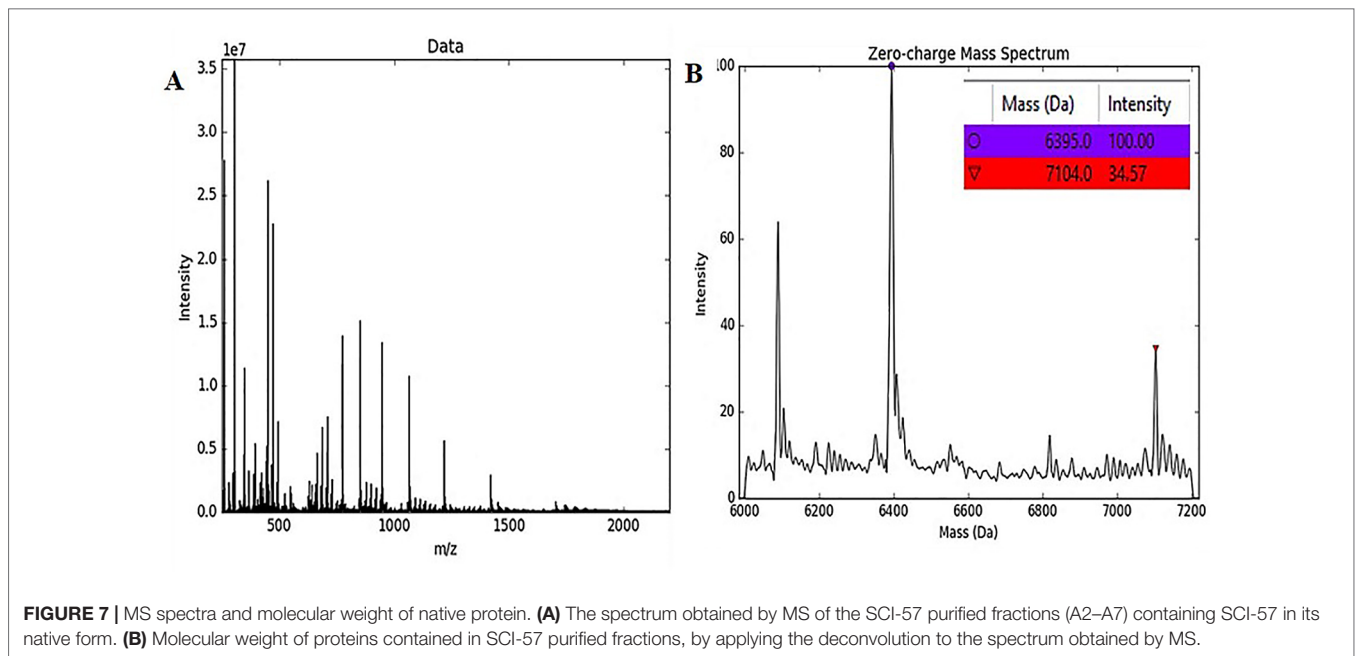 A
1e7
Data
3.5
3.0
2.5
2.0
1.5
1.0
0.5
0.0
Intensity
500 1000 1500 2000
m/z
B
Zero-charge Mass Spectrum
100
80
60
40
20
0
Intensity
Mass (Da) Intensity
6395.0 100.00
7104.0 34.57
6000 6200 6400 6600 6800 7000 7200
Mass (Da)
FIGURE 7 | MS spectra and molecular weight of native protein. (A) The spectrum obtained by MS of the SCI-57 purified fractions (A2–A7) containing SCI-57 in its
native form. (B) Molecular weight of proteins contained in SCI-57 purified fractions, by applying the deconvolution to the spectrum obtained by MS.